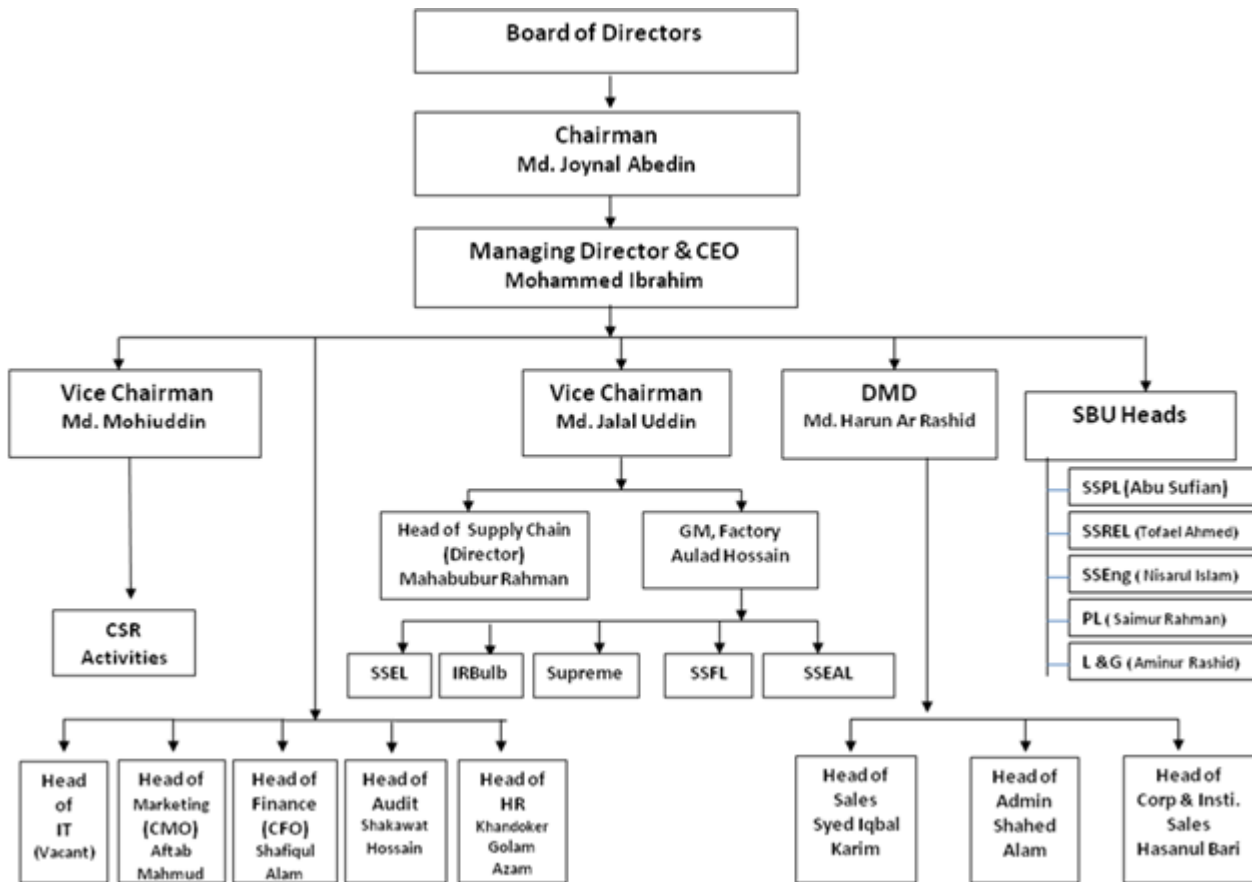 Board of Directors
Chairman
Md. Joynal Abedin
Managing Director & CEO
Mohammed Ibrahim
Vice Chairman
Md. Mohiuddin
Vice Chairman
Md. Jalal Uddin
DMD
Md. Harun Ar Rashid
SBU Heads
SSPL (Abu Sufian)
SSREL (Tofael Ahmed)
SSEng ( Nisarul Islam)
PL ( Saimur Rahman)
L &G (Aminur Rashid)
Head of Supply Chain
(Director)
Mahabubur Rahman
GM, Factory
Aulad Hossain
CSR
Activities
SSEL
IRBulb
Supreme
SSFL
SSEAL
Head
of
IT
(Vacant)
Head of
Marketing
(CMO)
Aftab
Mahmud
Head of
Finance
(CFO)
Shafiqul
Alam
Head of
Audit
Shakawat
Hossain
Head of
HR
Khandoker
Golam
Azam
Head of
Sales
Syed Iqbal
Karim
Head of
Admin
Shahed
Alam
Head of
Corp & Insti.
Sales
Hasanul Bari